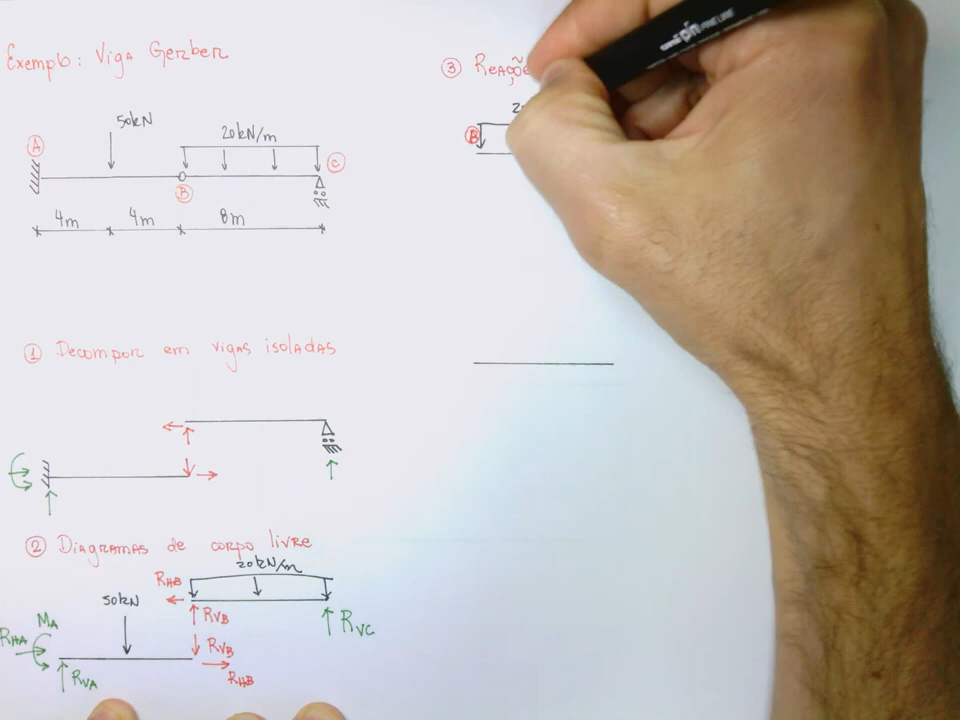 Exemplo: Viga Gerber
50kN
A
20kN/m
C
B
4m 4m 8m
① Decompor em vigas isoladas
② Diagramas de corpo livre
20kN/m
RHB
50kN
RVB
RVC
MA
RHA
RVB
RHB
RVA
③
B
pin